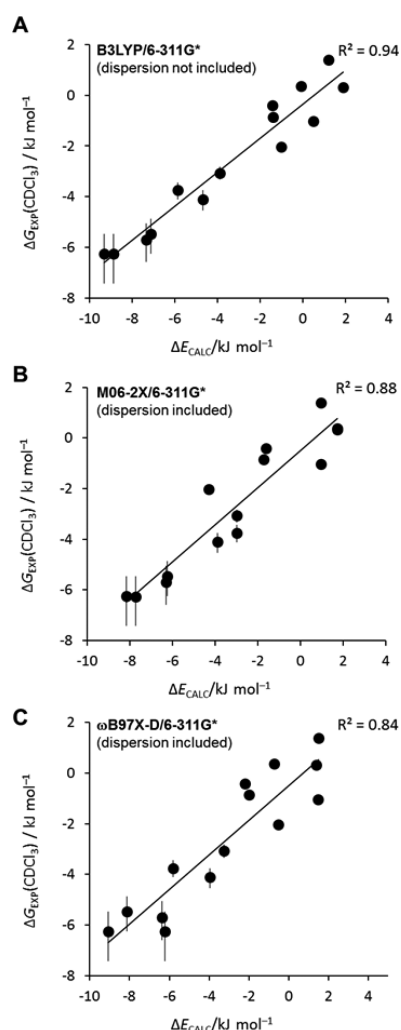 A
B3LYP/6-311G*
(dispersion not included)
R² = 0.94
2
0
-2
-4
-6
-8
ΔG_EXP(CDCl₃) / kJ mol⁻¹
-10 -8 -6 -4 -2 0 2 4
ΔE_CALC/kJ mol⁻¹
B
M06-2X/6-311G*
(dispersion included)
R² = 0.88
2
0
-2
-4
-6
-8
ΔG_EXP(CDCl₃) / kJ mol⁻¹
-10 -8 -6 -4 -2 0 2 4
ΔE_CALC/kJ mol⁻¹
C
ωB97X-D/6-311G*
(dispersion included)
R² = 0.84
2
0
-2
-4
-6
-8
ΔG_EXP(CDCl₃) / kJ mol⁻¹
-10 -8 -6 -4 -2 0 2 4
ΔE_CALC/kJ mol⁻¹